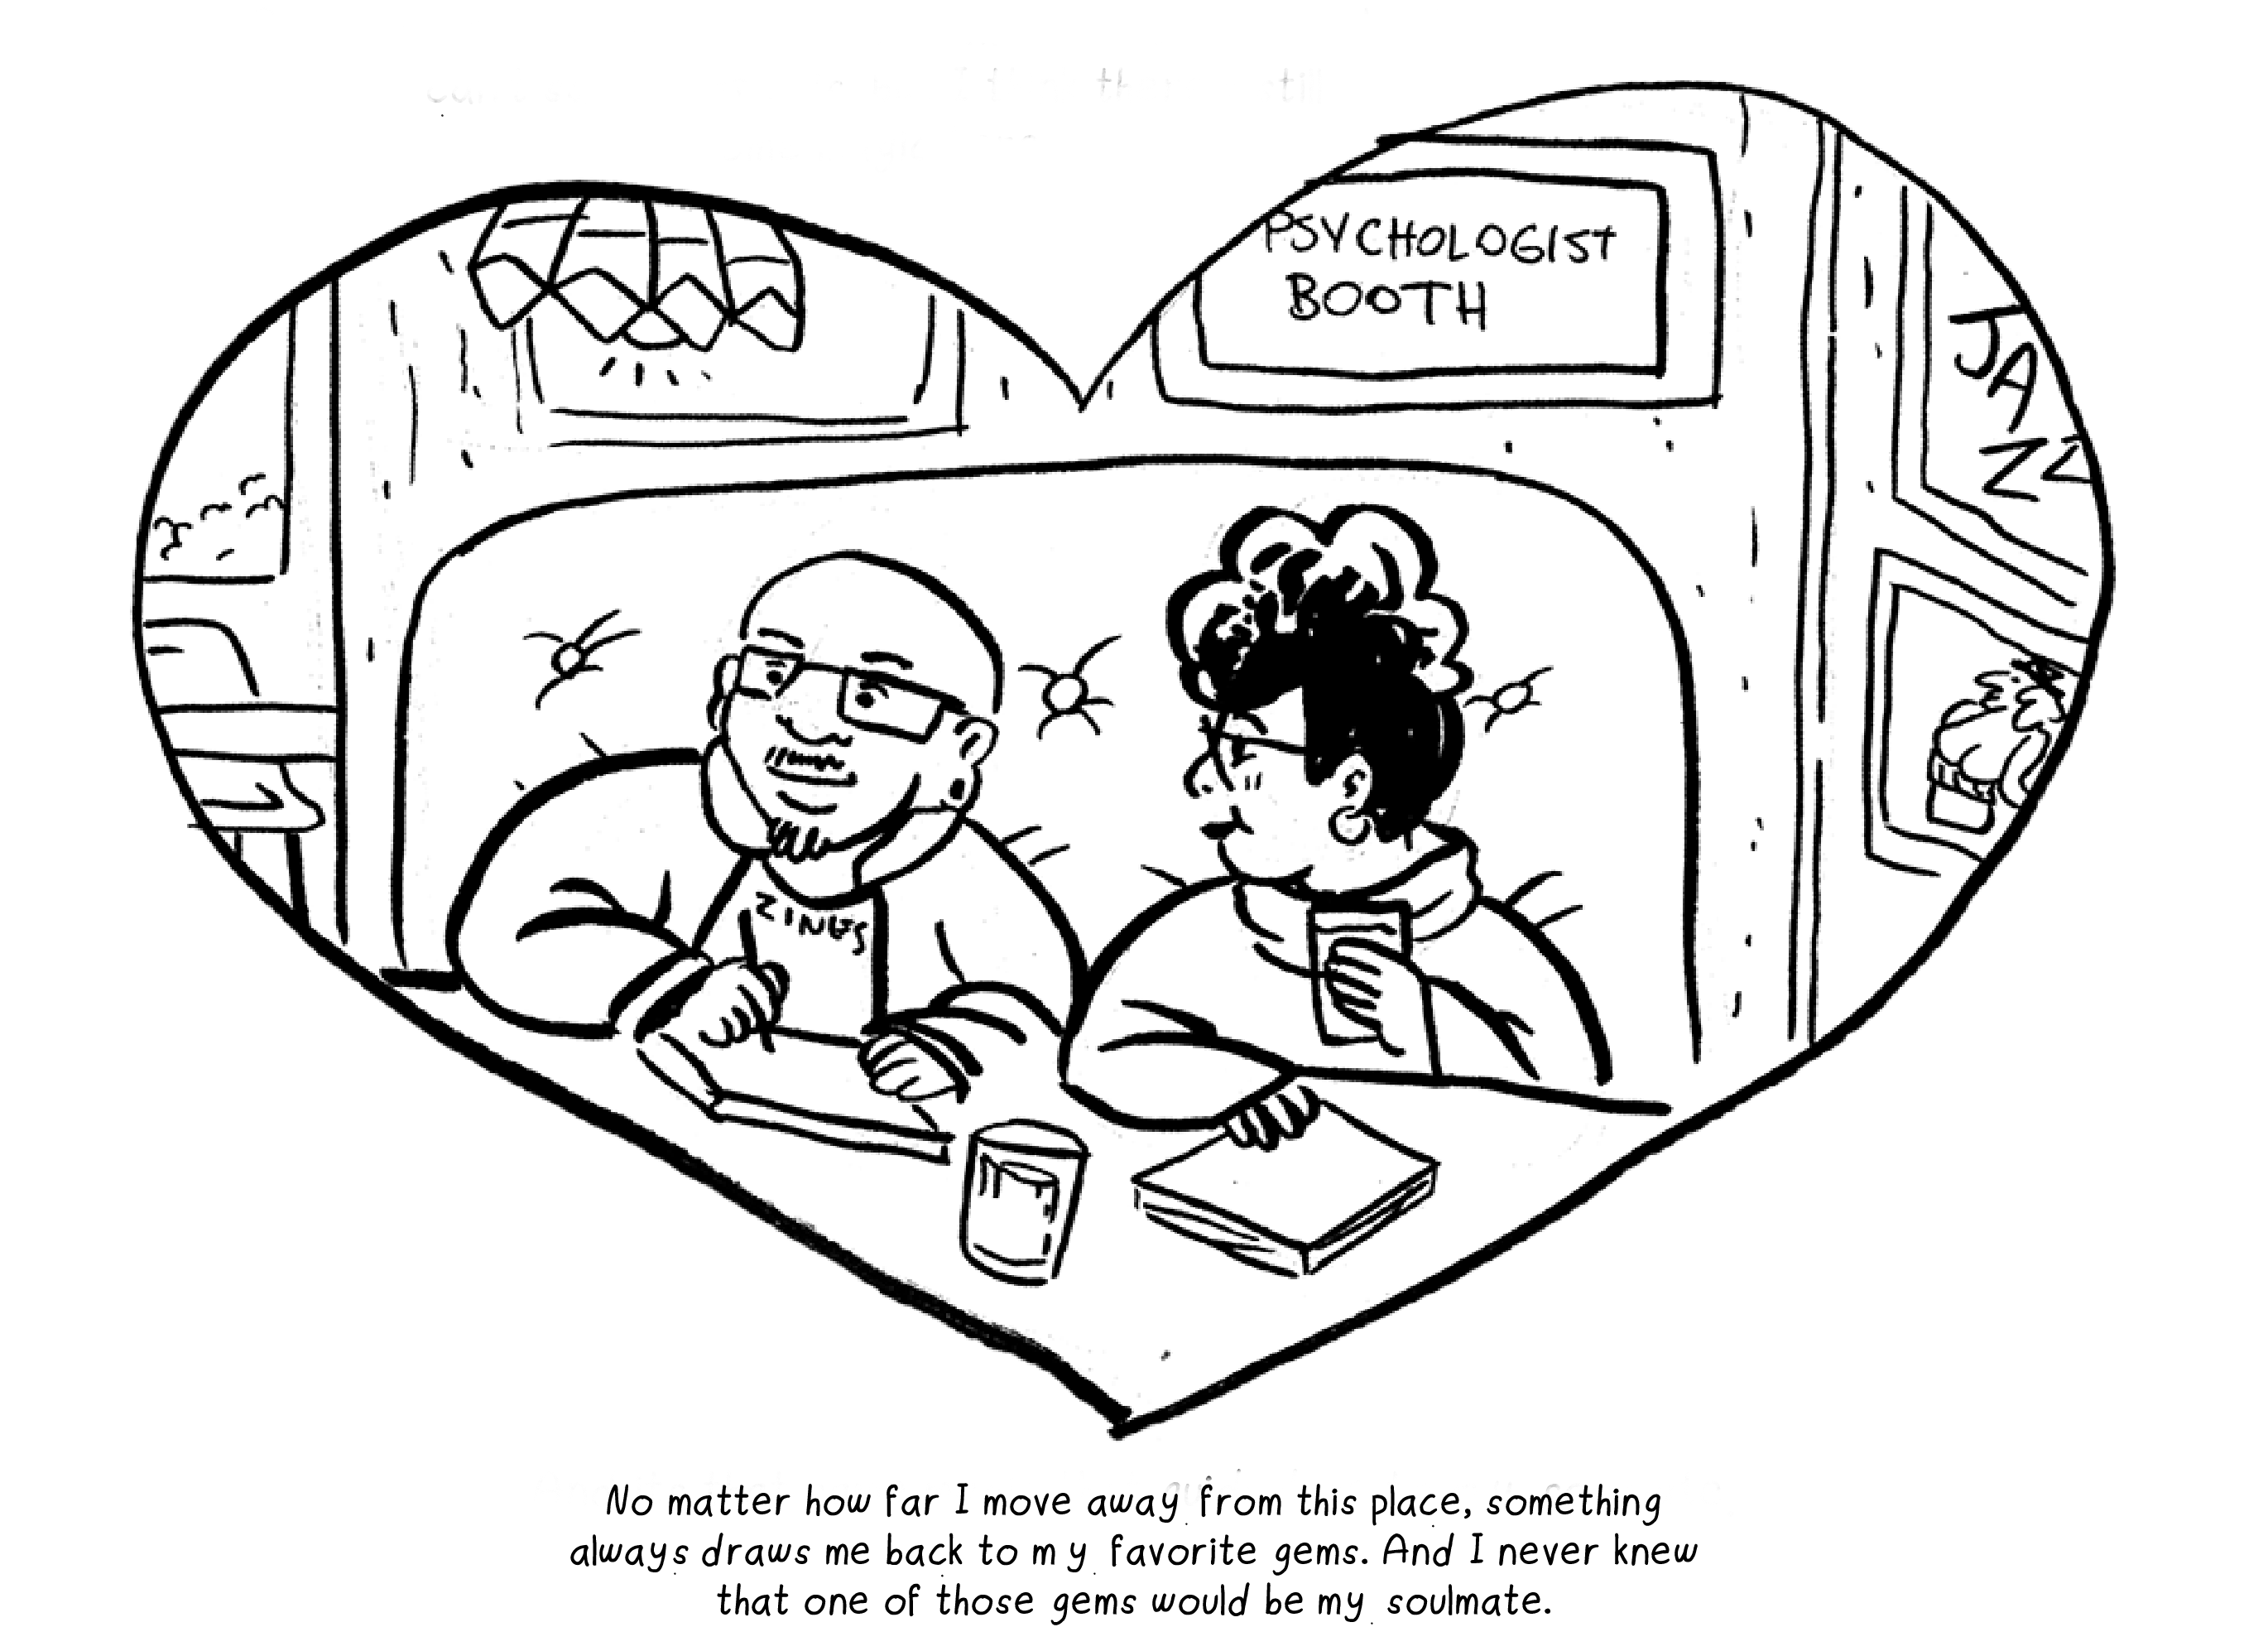 PSYCHOLOGIST
BOOTH
JAZZ
ZINES
No matter how far I move away from this place, something
always draws me back to my favorite gems. And I never knew
that one of those gems would be my soulmate.